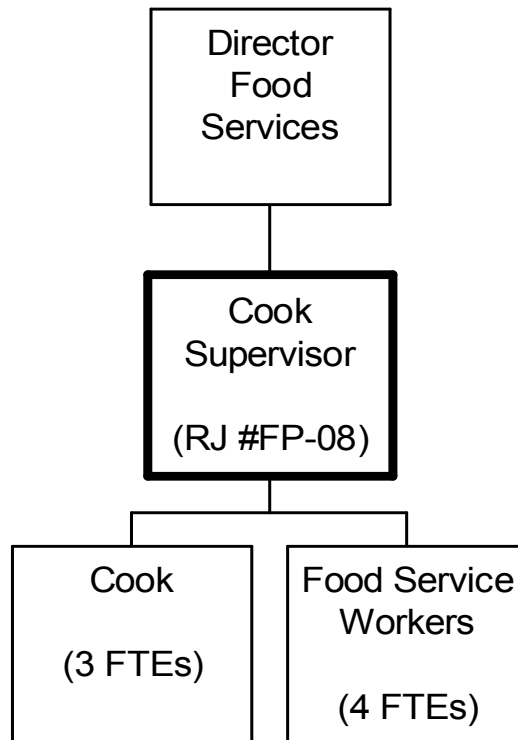 Director
Food
Services
Cook
Supervisor
(RJ #FP-08)
Cook
(3 FTEs)
Food Service
Workers
(4 FTEs)